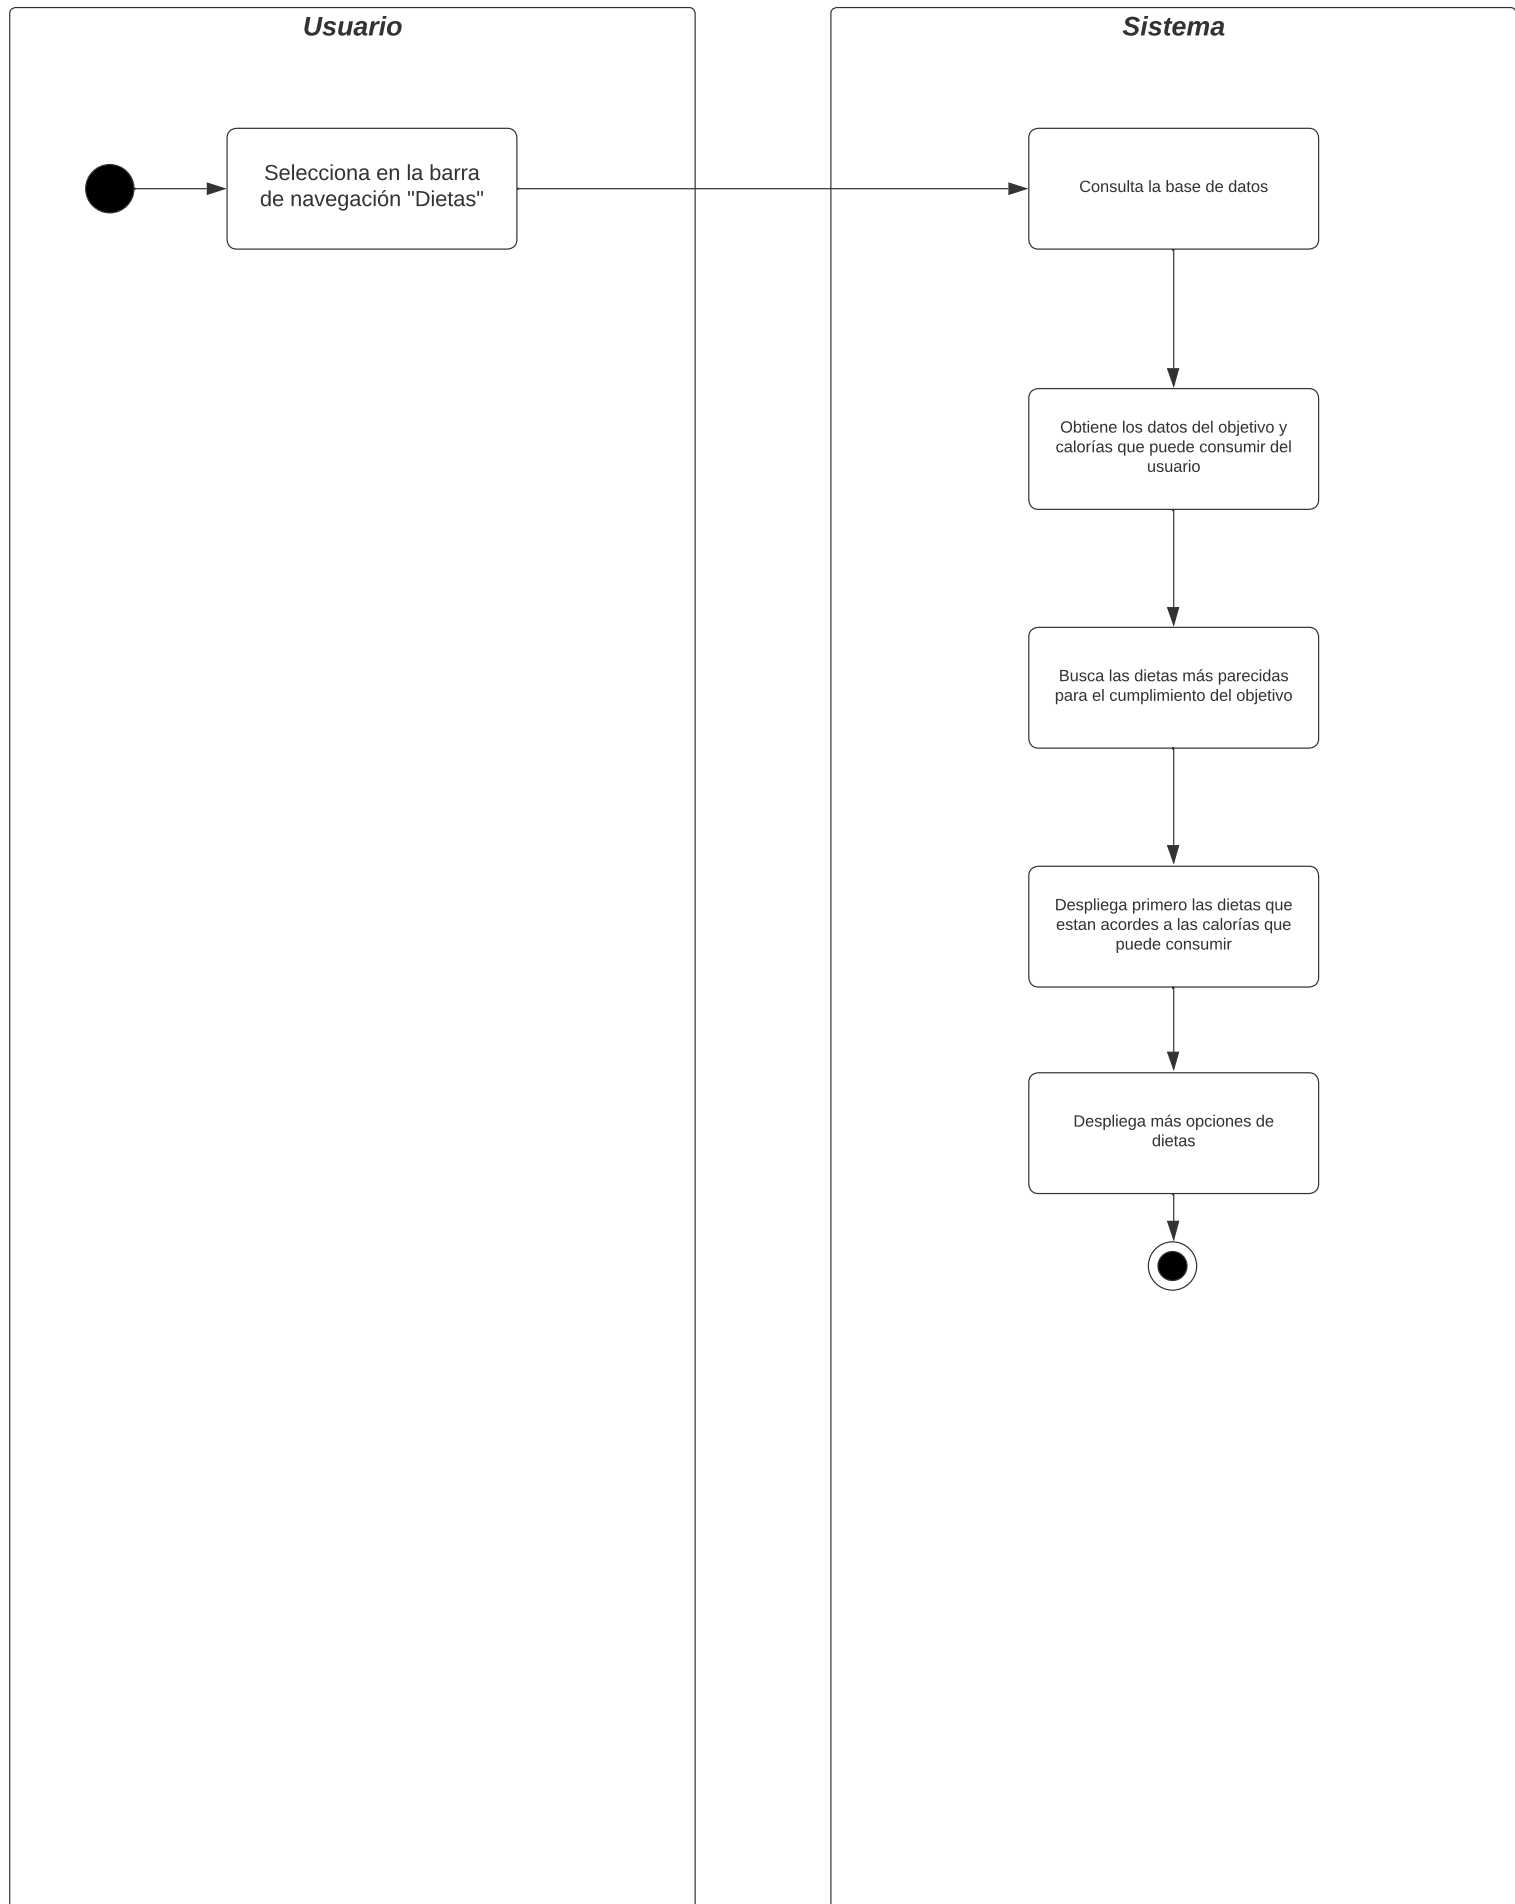 Usuario
Sistema
Selecciona en la barra
de navegación "Dietas"
Consulta la base de datos
Obtiene los datos del objetivo y
calorías que puede consumir del
usuario
Busca las dietas más parecidas
para el cumplimiento del objetivo
Despliega primero las dietas que
estan acordes a las calorías que
puede consumir
Despliega más opciones de
dietas